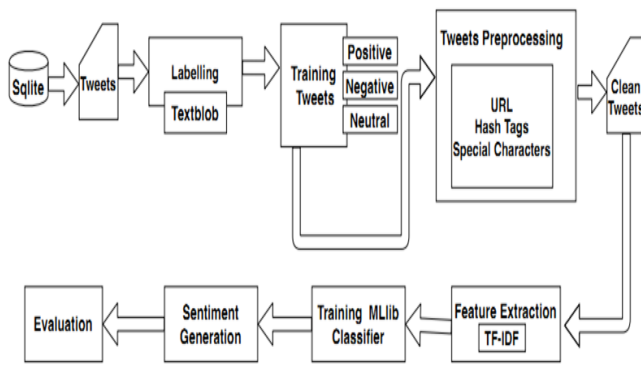 Sqlite
Tweets
Labelling
Textblob
Training
Tweets
Positive
Negative
Neutral
Tweets Preprocessing
URL
Hash Tags
Special Characters
Clean
Tweets
Feature Extraction
TF-IDF
Training MLlib
Classifier
Sentiment
Generation
Evaluation